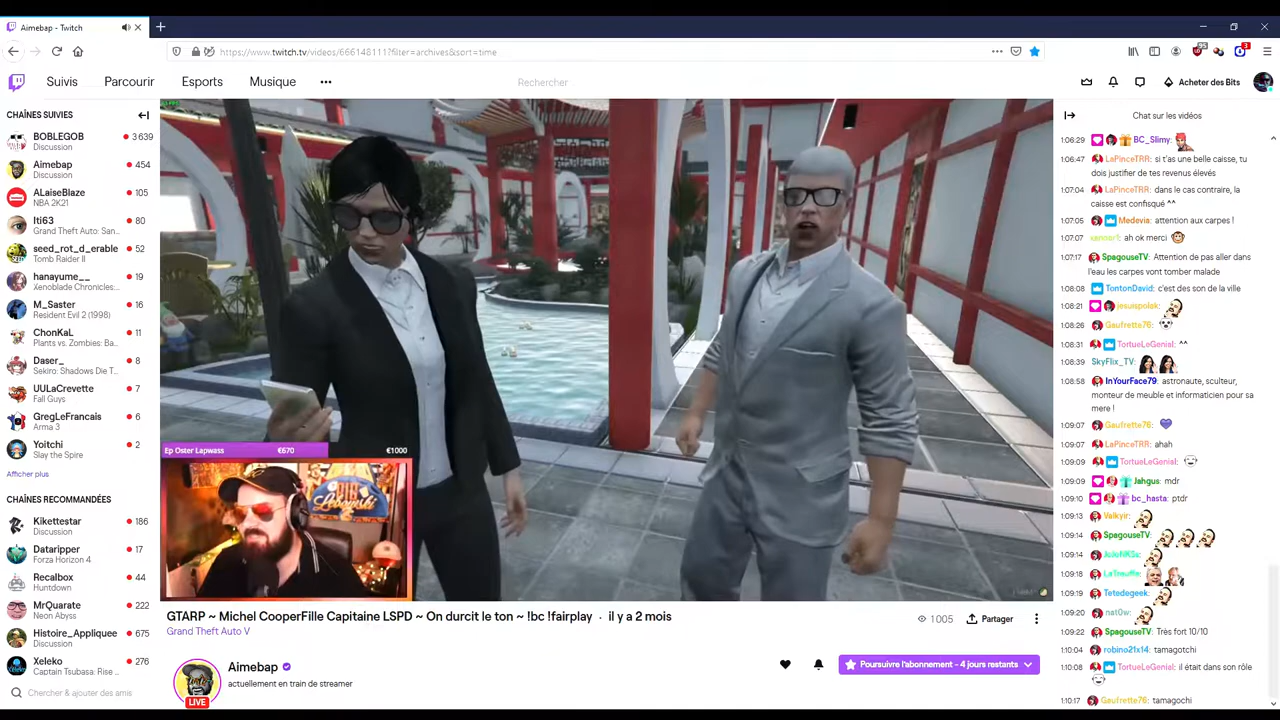 Aimebap - Twitch
https://www.twitch.tv/videos/666148111?filter=archives&sort=time
95
3
Suivis
Parcourir
Esports
Musique
Rechercher
Acheter des Bits
CHAÎNES SUIVIES
BOBLEGOB
3 639
Discussion
Aimebap
454
Discussion
ALaiseBlaze
105
NBA 2K21
Iti63
80
Grand Theft Auto: San...
seed_rot_d_erable
52
Tomb Raider II
hanayume__
19
Xenoblade Chronicles:...
M_Saster
16
Resident Evil 2 (1998)
ChonKaL
11
Plants vs. Zombies: Ba...
Daser_
8
Sekiro: Shadows Die T...
UULaCrevette
7
Fall Guys
GregLeFrancais
6
Arma 3
Yoitchi
2
Slay the Spire
Afficher plus
CHAÎNES RECOMMANDÉES
Kikettestar
186
Discussion
Dataripper
17
Forza Horizon 4
Recalbox
44
Huntdown
MrQuarate
222
Neon Abyss
Histoire_Appliquee
675
Discussion
Xeleko
276
Captain Tsubasa: Rise ...
Chercher & ajouter des amis
Ep Oster Lapwass
€670
€1000
Lebowski
GTARP ~ Michel CooperFille Capitaine LSPD ~ On durcit le ton ~ !bc !fairplay · il y a 2 mois
Grand Theft Auto V
1005
Partager
Aimebap
actuellement en train de streamer
LIVE
Poursuivre l'abonnement - 4 jours restants
Chat sur les vidéos
1:06:29 BC_Slimy:
1:06:47 LaPinceTRR: si t'as une belle caisse, tu
dois justifier de tes revenus élevés
1:07:04 LaPinceTRR: dans le cas contraire, la
caisse est confisqué ^^
1:07:05 Medevia: attention aux carpes !
1:07:07 ah ok merci
1:07:17 SpagouseTV: Attention de pas aller dans
l'eau les carpes vont tomber malade
1:08:08 TontonDavid: c'est des son de la ville
1:08:21 jesuispolak:
1:08:26 Gaufrette76:
1:08:31 TortueLeGenial: ^^
1:08:39 SkyFlix_TV:
1:08:58 InYourFace79: astronaute, sculteur,
monteur de meuble et informaticien pour sa
mere !
1:09:07 Gaufrette76:
1:09:07 LaPinceTRR: ahah
1:09:09 TortueLeGenial:
1:09:09 Jahgus: mdr
1:09:10 bc_hasta: ptdr
1:09:13 Valkyir:
1:09:14 SpagouseTV:
1:09:14
1:09:18 LaTrauffe:
1:09:19 Tetedegeek:
1:09:20 nat0w:
1:09:22 SpagouseTV: Très fort 10/10
1:10:04 robino21x14: tamagotchi
1:10:08 TortueLeGenial: il était dans son rôle
1:10:17 Gaufrette76: tamagochi